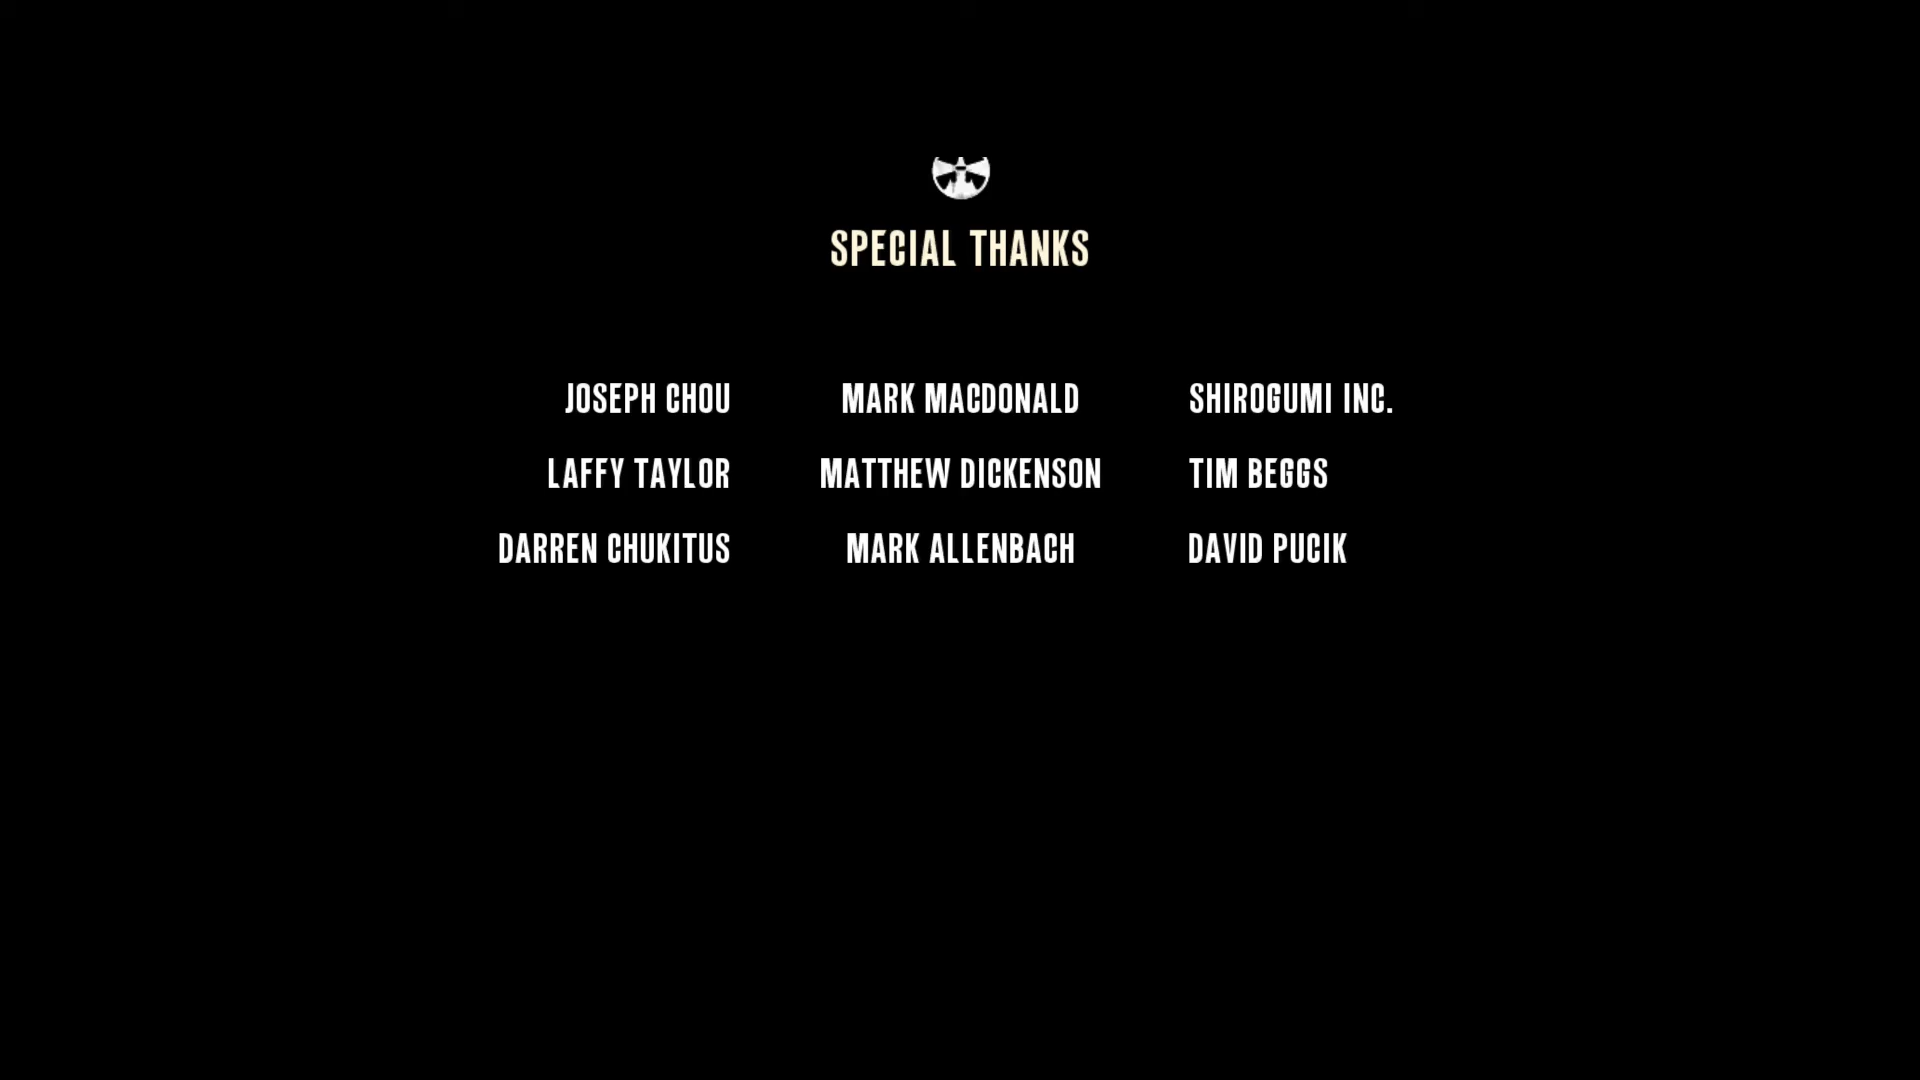 SPECIAL THANKS
JOSEPH CHOU MARK MACDONALD SHIROGUMI INC.
LAFFY TAYLOR MATTHEW DICKENSON TIM BEGGS
DARREN CHUKITUS MARK ALLENBACH DAVID PUCIK